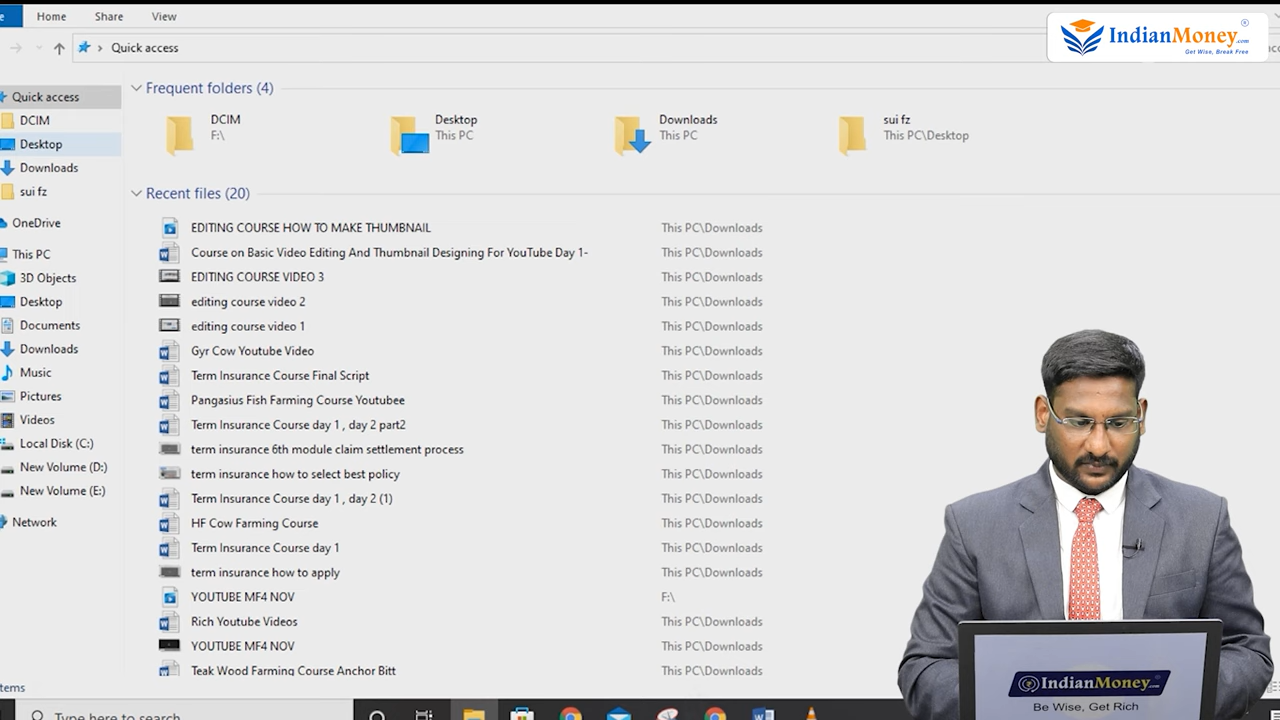 Home Share View
Quick access
IndianMoney.com
Get Wise, Break Free
Quick access
DCIM
Desktop
Downloads
sui fz
OneDrive
This PC
3D Objects
Desktop
Documents
Downloads
Music
Pictures
Videos
Local Disk (C:)
New Volume (D:)
New Volume (E:)
Network
Frequent folders (4)
DCIM
F:\
Desktop
This PC
Downloads
This PC
sui fz
This PC\Desktop
Recent files (20)
EDITING COURSE HOW TO MAKE THUMBNAIL This PC\Downloads
Course on Basic Video Editing And Thumbnail Designing For YouTube Day 1- This PC\Downloads
EDITING COURSE VIDEO 3 This PC\Downloads
editing course video 2 This PC\Downloads
editing course video 1 This PC\Downloads
Gyr Cow Youtube Video This PC\Downloads
Term Insurance Course Final Script This PC\Downloads
Pangasius Fish Farming Course Youtubee This PC\Downloads
Term Insurance Course day 1 , day 2 part2 This PC\Downloads
term insurance 6th module claim settlement process This PC\Downloads
term insurance how to select best policy This PC\Downloads
Term Insurance Course day 1 , day 2 (1) This PC\Downloads
HF Cow Farming Course This PC\Downloads
Term Insurance Course day 1 This PC\Downloads
term insurance how to apply This PC\Downloads
YOUTUBE MF4 NOV F:\
Rich Youtube Videos This PC\Downloads
YOUTUBE MF4 NOV This PC\Downloads
Teak Wood Farming Course Anchor Bitt This PC\Downloads
IndianMoney.com
Be Wise, Get Rich
Type here to search